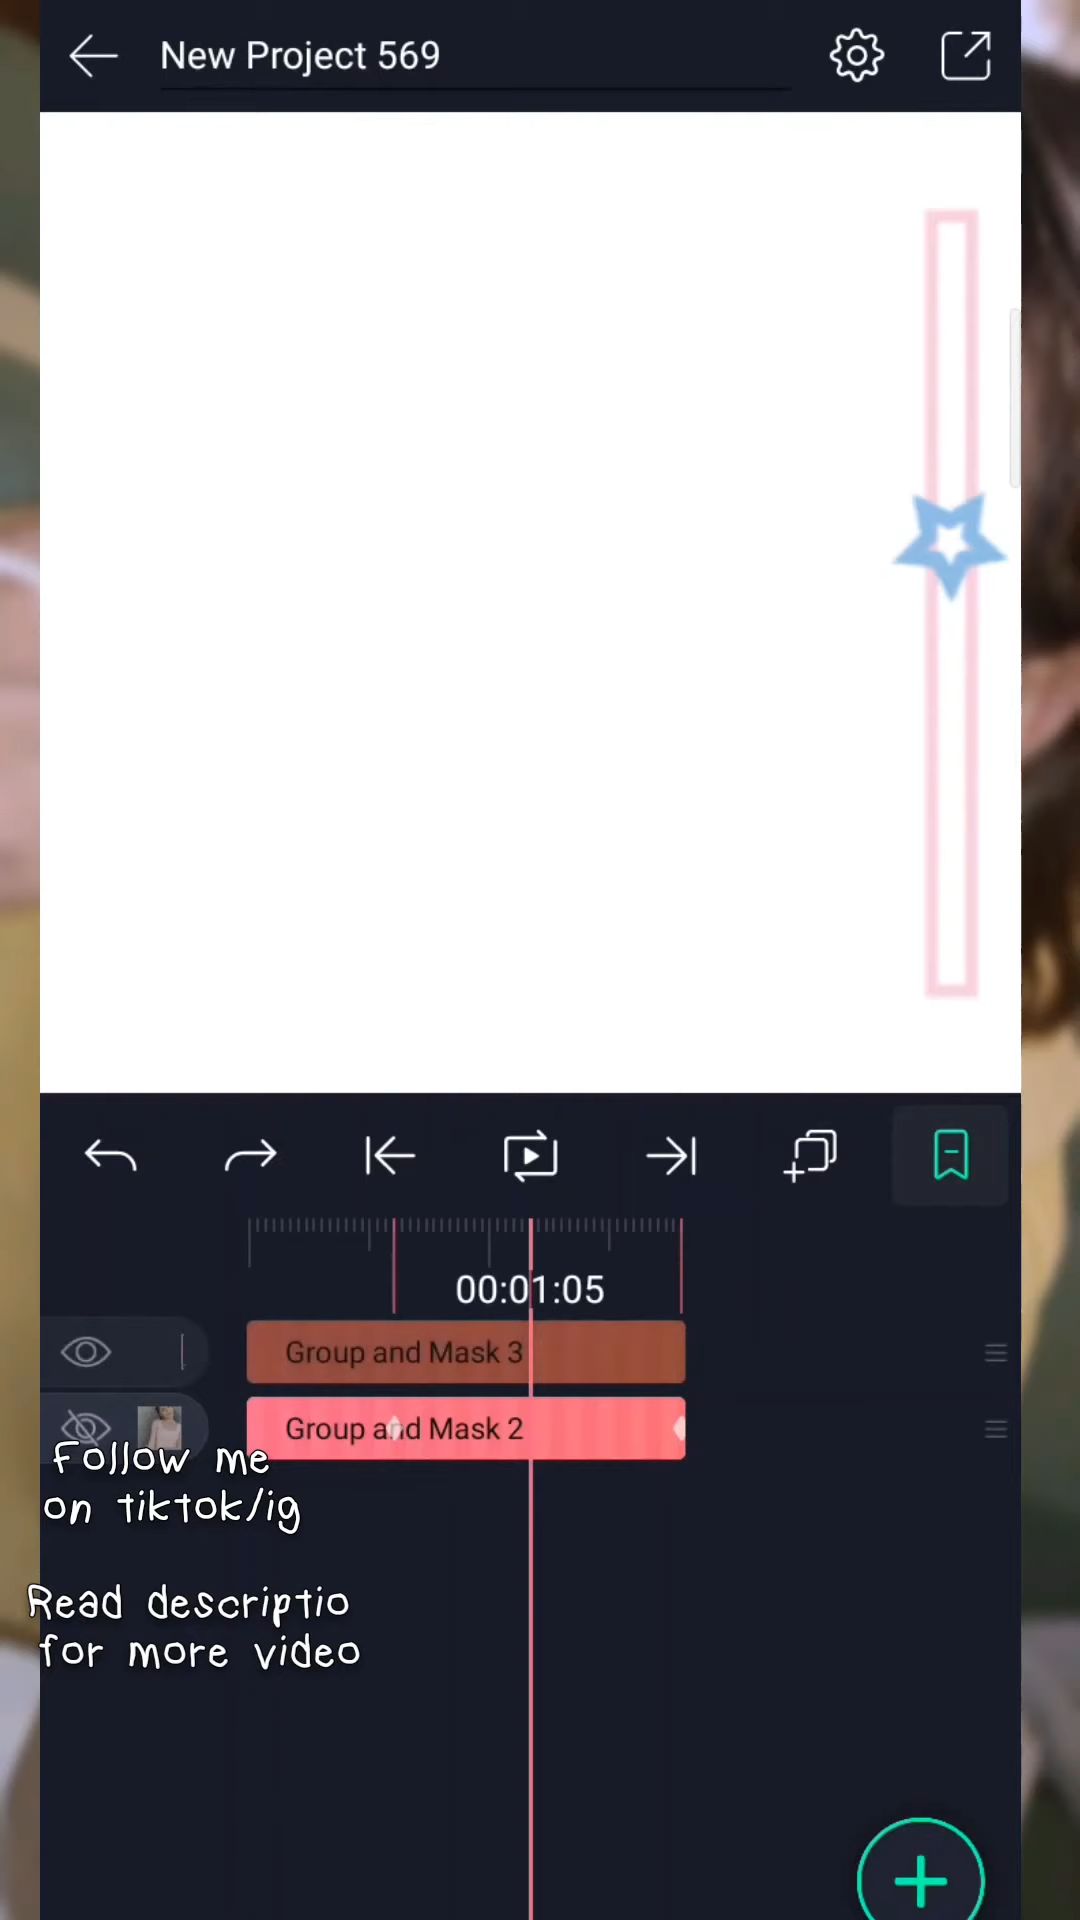 New Project 569
00:01:05
Group and Mask 3
Group and Mask 2
Follow me
on tiktok/ig
Read descriptio
for more video